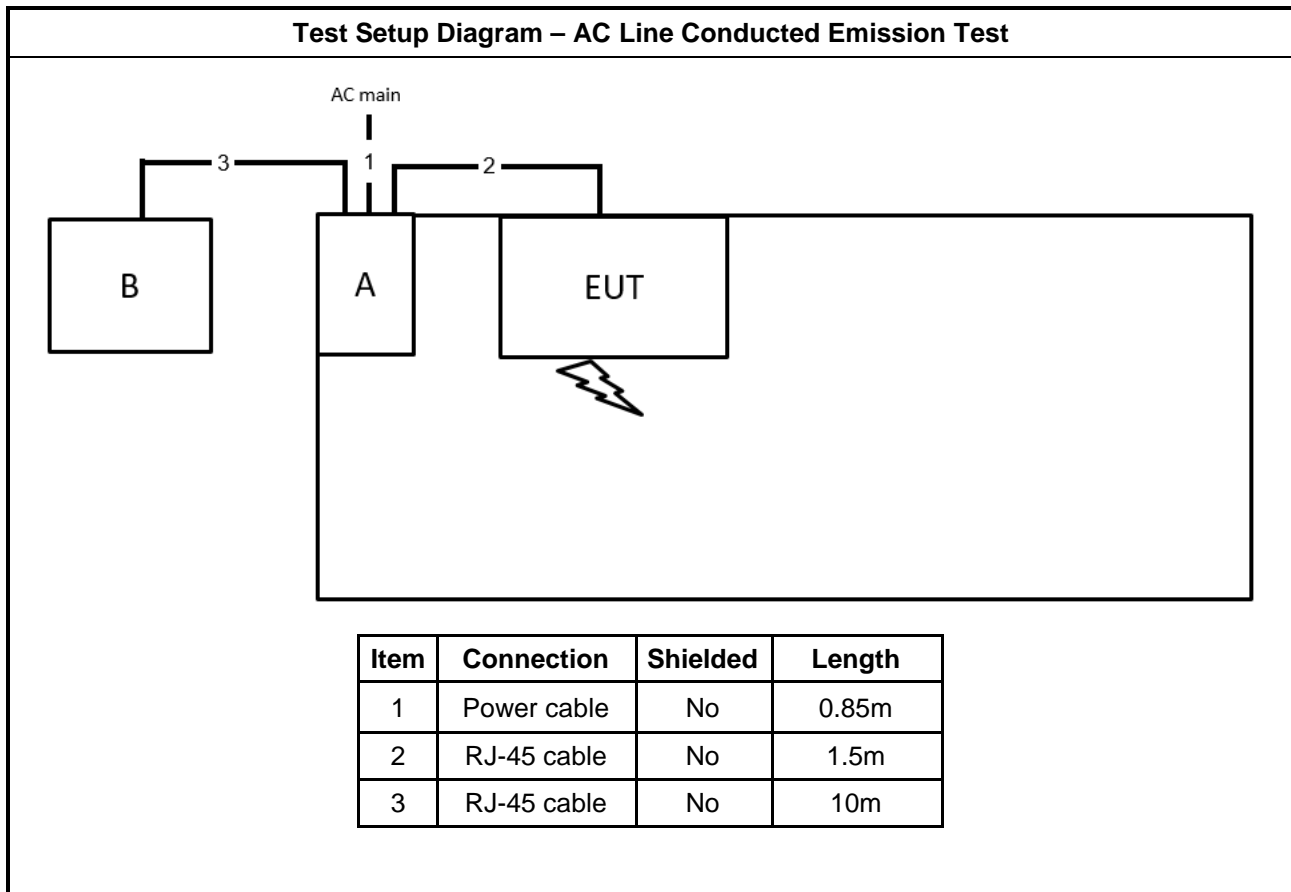 Test Setup Diagram – AC Line Conducted Emission Test
AC main
3 1 2
B A EUT
Item Connection Shielded Length
1 Power cable No 0.85m
2 RJ-45 cable No 1.5m
3 RJ-45 cable No 10m